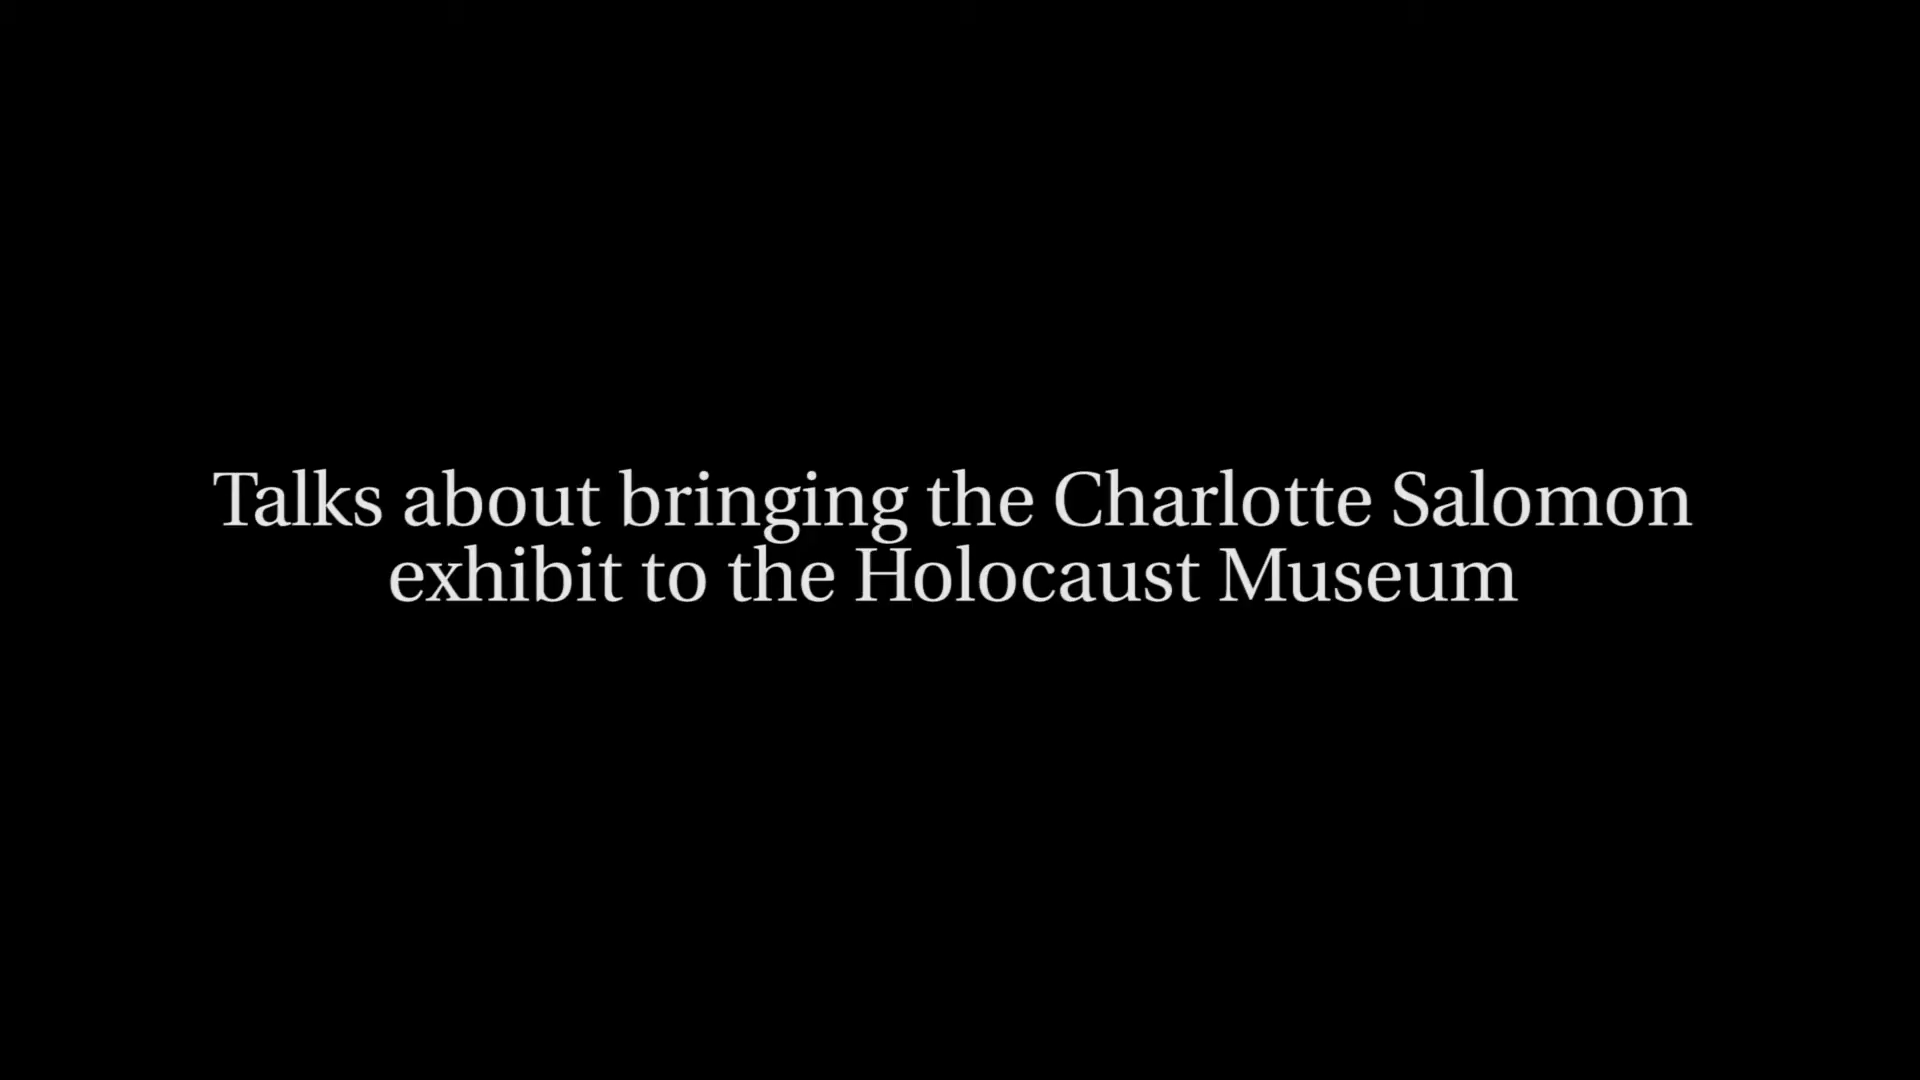 Talks about bringing the Charlotte Salomon
exhibit to the Holocaust Museum